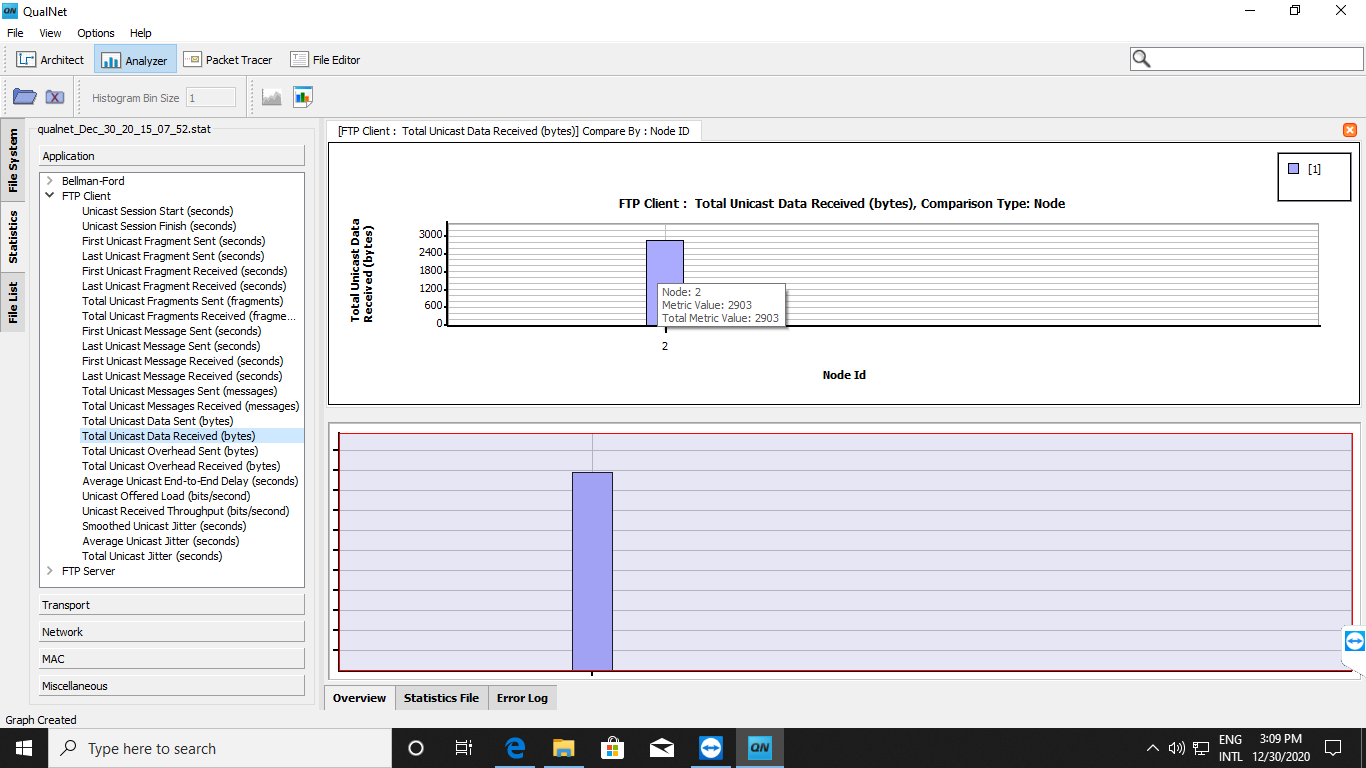 QN QualNet
File View Options Help
Architect Analyzer Packet Tracer File Editor
Histogram Bin Size 1
File System
Statistics
File List
qualnet_Dec_30_20_15_07_52.stat
Application
Bellman-Ford
FTP Client
Unicast Session Start (seconds)
Unicast Session Finish (seconds)
First Unicast Fragment Sent (seconds)
Last Unicast Fragment Sent (seconds)
First Unicast Fragment Received (seconds)
Last Unicast Fragment Received (seconds)
Total Unicast Fragments Sent (fragments)
Total Unicast Fragments Received (fragme...
First Unicast Message Sent (seconds)
Last Unicast Message Sent (seconds)
First Unicast Message Received (seconds)
Last Unicast Message Received (seconds)
Total Unicast Messages Sent (messages)
Total Unicast Messages Received (messages)
Total Unicast Data Sent (bytes)
Total Unicast Data Received (bytes)
Total Unicast Overhead Sent (bytes)
Total Unicast Overhead Received (bytes)
Average Unicast End-to-End Delay (seconds)
Unicast Offered Load (bits/second)
Unicast Received Throughput (bits/second)
Smoothed Unicast Jitter (seconds)
Average Unicast Jitter (seconds)
Total Unicast Jitter (seconds)
FTP Server
Transport
Network
MAC
Miscellaneous
[FTP Client :  Total Unicast Data Received (bytes)] Compare By : Node ID
[1]
FTP Client :  Total Unicast Data Received (bytes), Comparison Type: Node
Total Unicast Data
Received (bytes)
3000
2400
1800
1200
600
0
Node: 2
Metric Value: 2903
Total Metric Value: 2903
2
Node Id
Overview Statistics File Error Log
Graph Created
Type here to search
QN
ENG
INTL
3:09 PM
12/30/2020